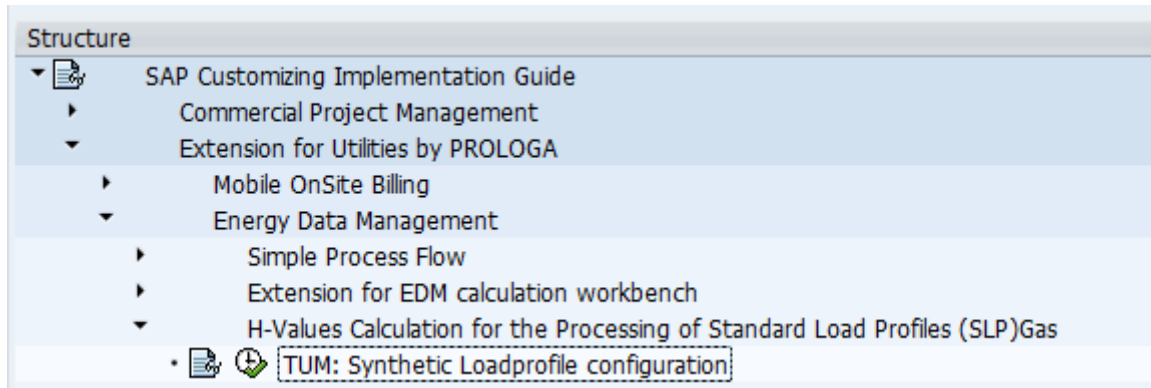 Structure
SAP Customizing Implementation Guide
Commercial Project Management
Extension for Utilities by PROLOGA
Mobile OnSite Billing
Energy Data Management
Simple Process Flow
Extension for EDM calculation workbench
H-Values Calculation for the Processing of Standard Load Profiles (SLP)Gas
TUM: Synthetic Loadprofile configuration